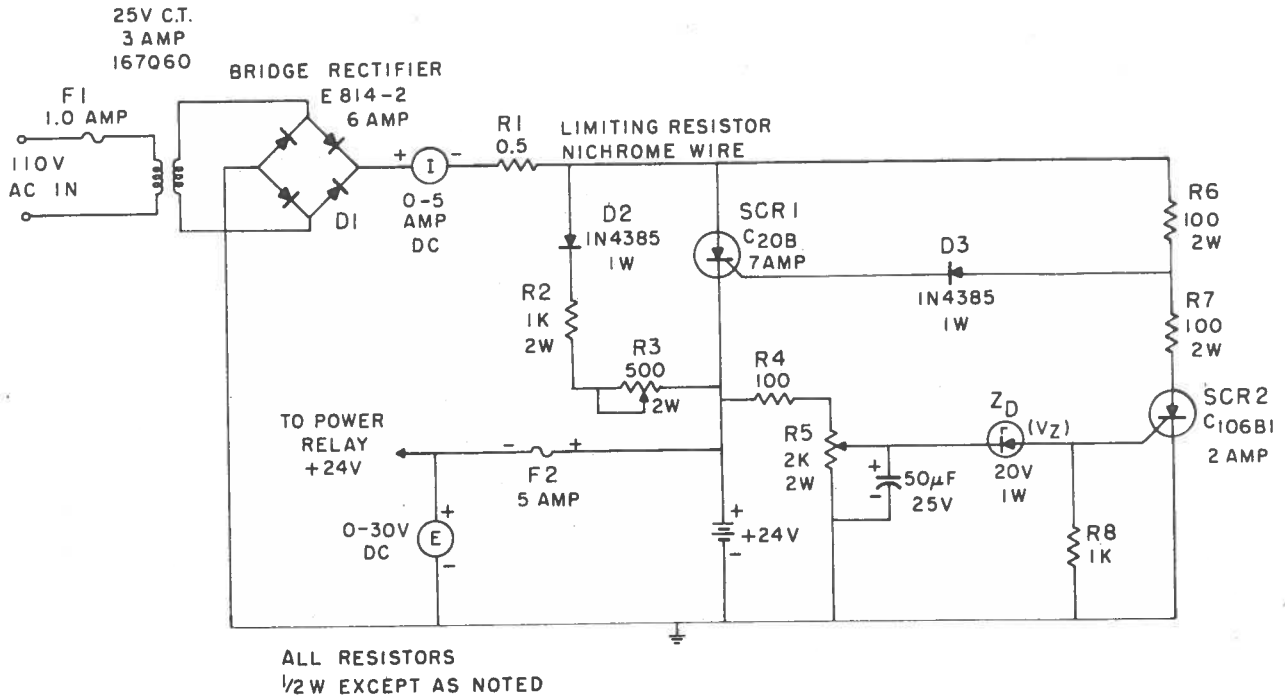 25V C.T.
3 AMP
167Q60
BRIDGE RECTIFIER
E 814-2
6 AMP
F1
1.0 AMP
110V
AC IN
D1
+ I -
0-5
AMP
DC
R1
0.5
LIMITING RESISTOR
NICHROME WIRE
D2
1N4385
1W
R2
1K
2W
R3
500
2W
SCR1
C20B
7AMP
D3
1N4385
1W
R6
100
2W
R7
100
2W
R4
100
R5
2K
2W
+
-
50µF
25V
ZD
(VZ)
20V
1W
SCR2
C106B1
2 AMP
R8
1K
TO POWER
RELAY
+24V
- +
F2
5 AMP
0-30V
DC
+
E
-
+
+24V
-
ALL RESISTORS
1/2W EXCEPT AS NOTED